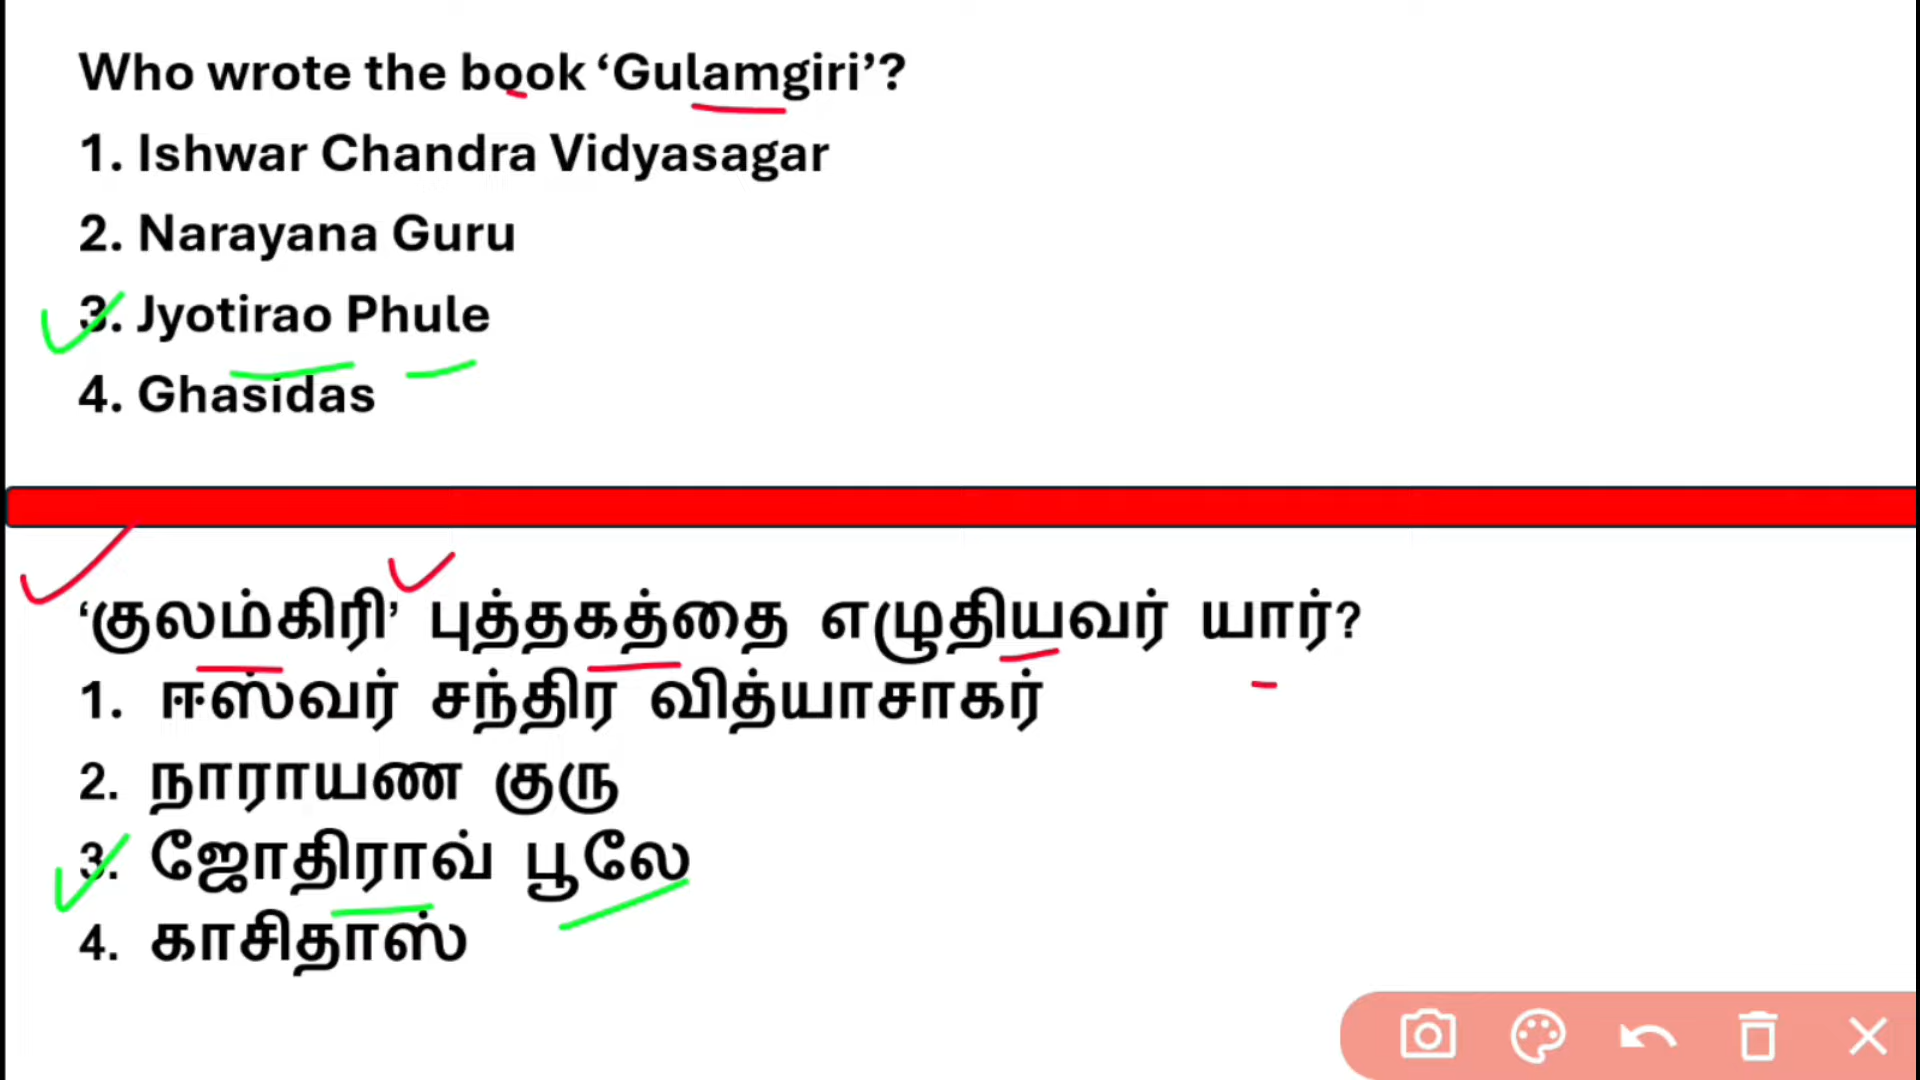 Who wrote the book ‘Gulamgiri’?
1. Ishwar Chandra Vidyasagar
2. Narayana Guru
3. Jyotirao Phule
4. Ghasidas
‘குலம்கிரி’ புத்தகத்தை எழுதியவர் யார்?
1. ஈஸ்வர் சந்திர வித்யாசாகர்
2. நாராயண குரு
3. ஜோதிராவ் பூலே
4. காசிதாஸ்